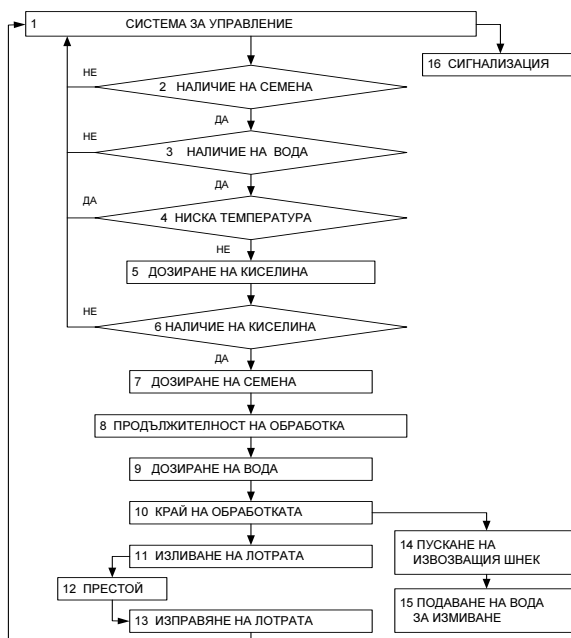 1 СИСТЕМА ЗА УПРАВЛЕНИЕ
16 СИГНАЛИЗАЦИЯ
НЕ
2 НАЛИЧИЕ НА СЕМЕНА
ДА
НЕ
3 НАЛИЧИЕ НА ВОДА
ДА
ДА
4 НИСКА ТЕМПЕРАТУРА
НЕ
5 ДОЗИРАНЕ НА КИСЕЛИНА
НЕ
6 НАЛИЧИЕ НА КИСЕЛИНА
ДА
7 ДОЗИРАНЕ НА СЕМЕНА
8 ПРОДЪЛЖИТЕЛНОСТ НА ОБРАБОТКА
9 ДОЗИРАНЕ НА ВОДА
10 КРАЙ НА ОБРАБОТКАТА
14 ПУСКАНЕ НА
ИЗВОЗВАЩИЯ ШНЕК
11 ИЗЛИВАНЕ НА ЛОТРАТА
12 ПРЕСТОЙ
15 ПОДАВАНЕ НА ВОДА
ЗА ИЗМИВАНЕ
13 ИЗПРАВЯНЕ НА ЛОТРАТА